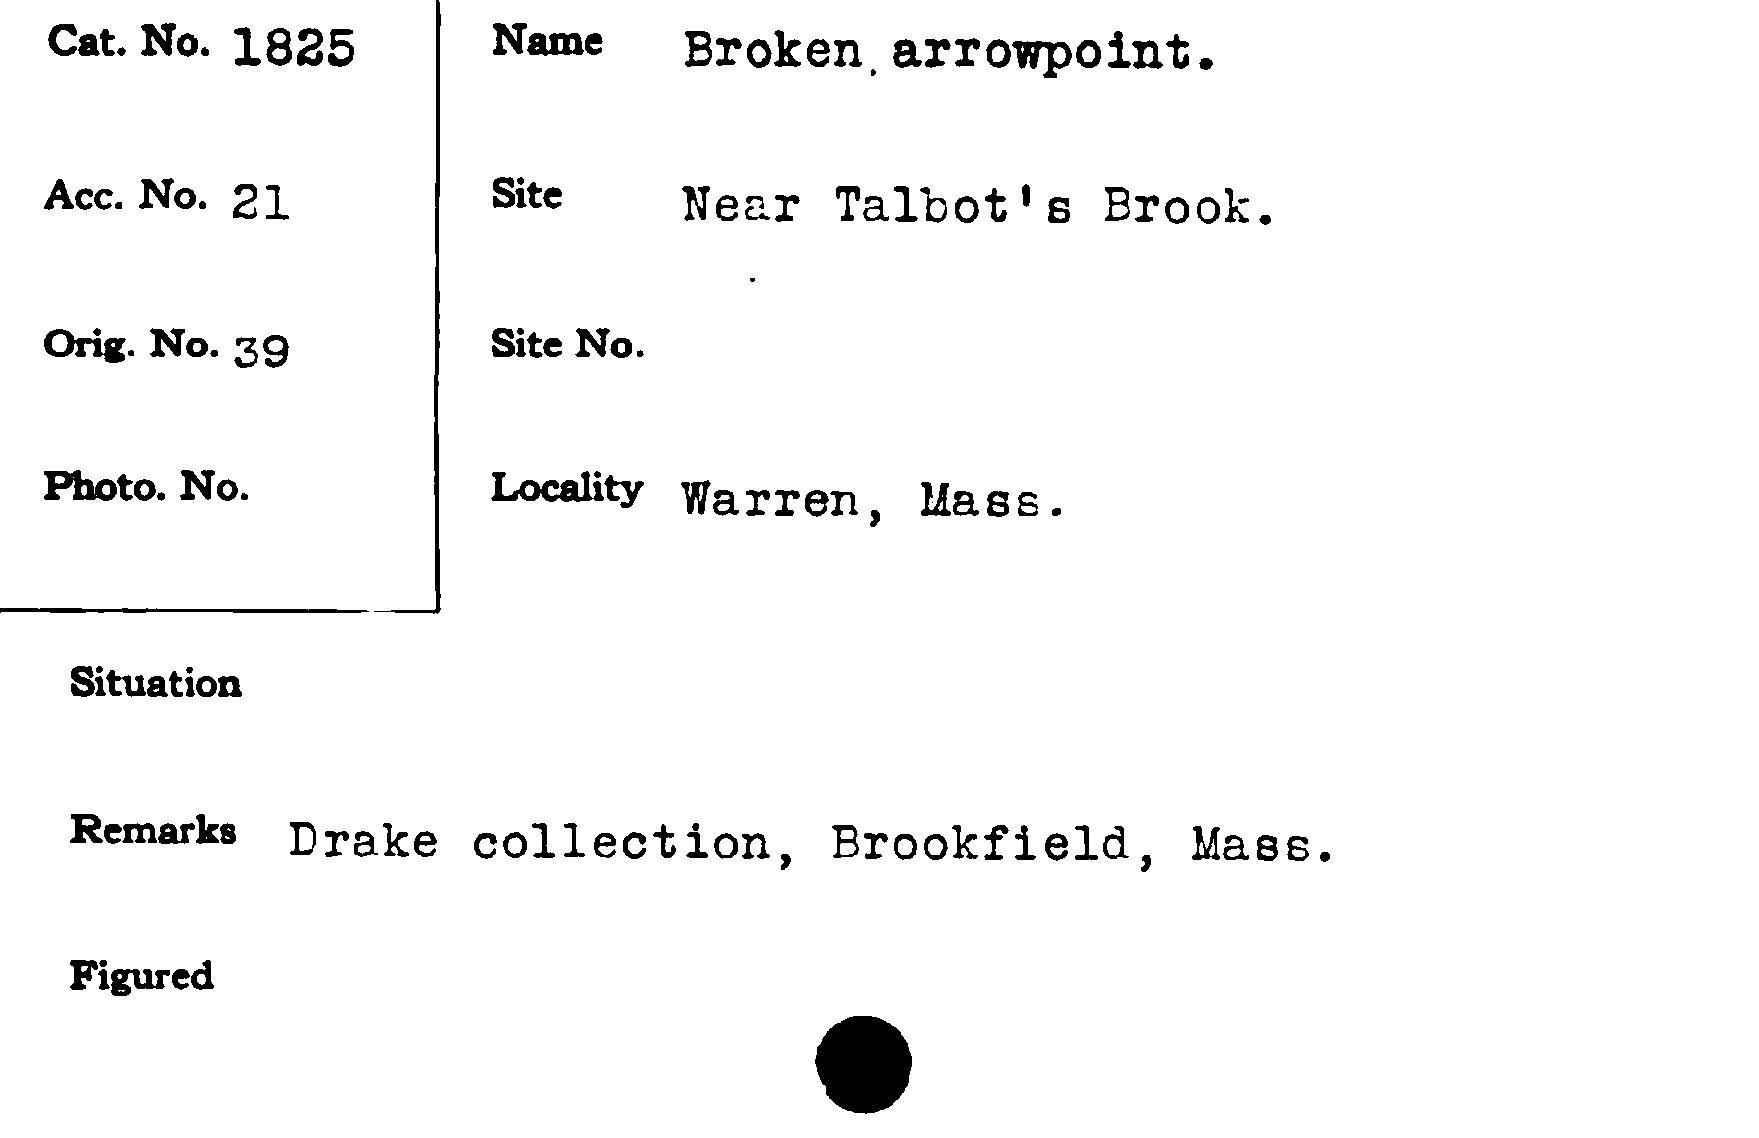 Cat. No. 1825
Acc. No. 21
Orig. No. 39
Photo. No.
Name Broken arrowpoint.
Site Near Talbot's Brook.
Site No.
Locality Warren, Mass.
Situation
Remarks Drake collection, Brookfield, Mass.
Figured